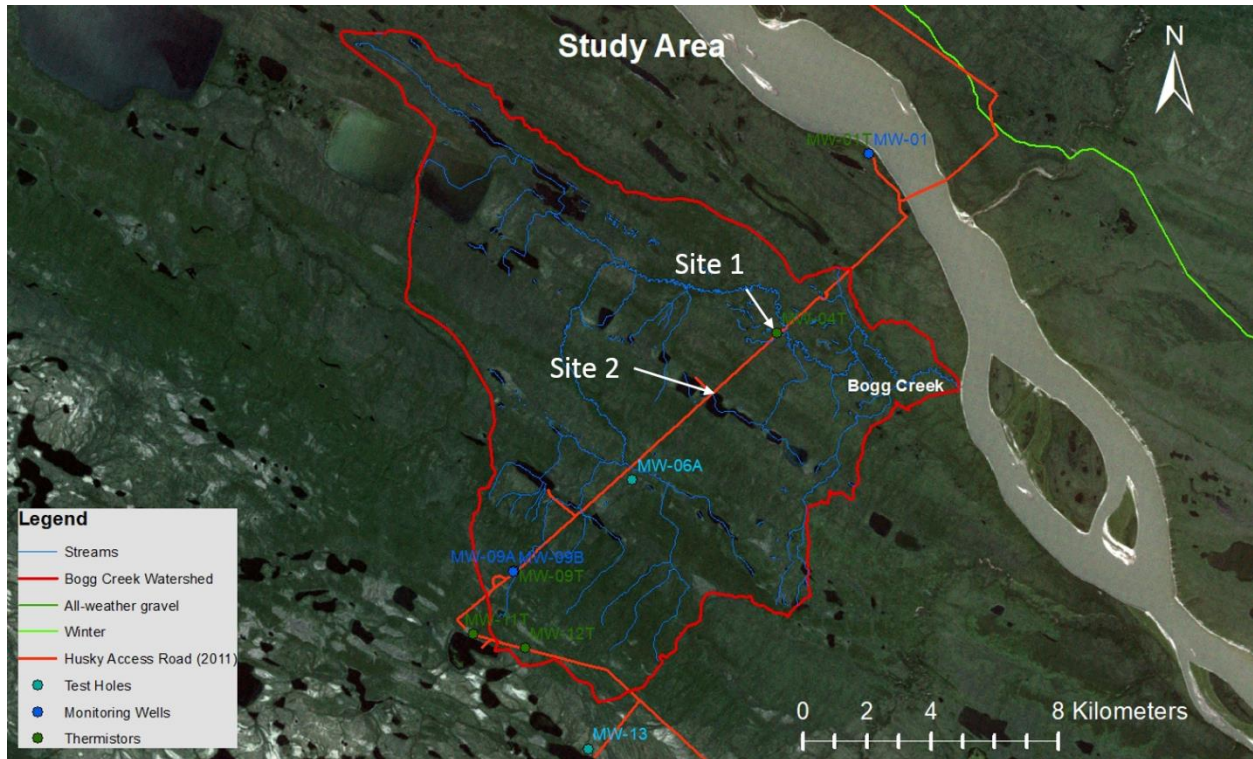 Study Area
N
MW-01T MW-01
Site 1
MW-04T
Site 2
Bogg Creek
MW-06A
MW-09A MW-09B
MW-09T
MW-11T
MW-12T
MW-13
Legend
Streams
Bogg Creek Watershed
All-weather gravel
Winter
Husky Access Road (2011)
Test Holes
Monitoring Wells
Thermistors
0 2 4 8 Kilometers